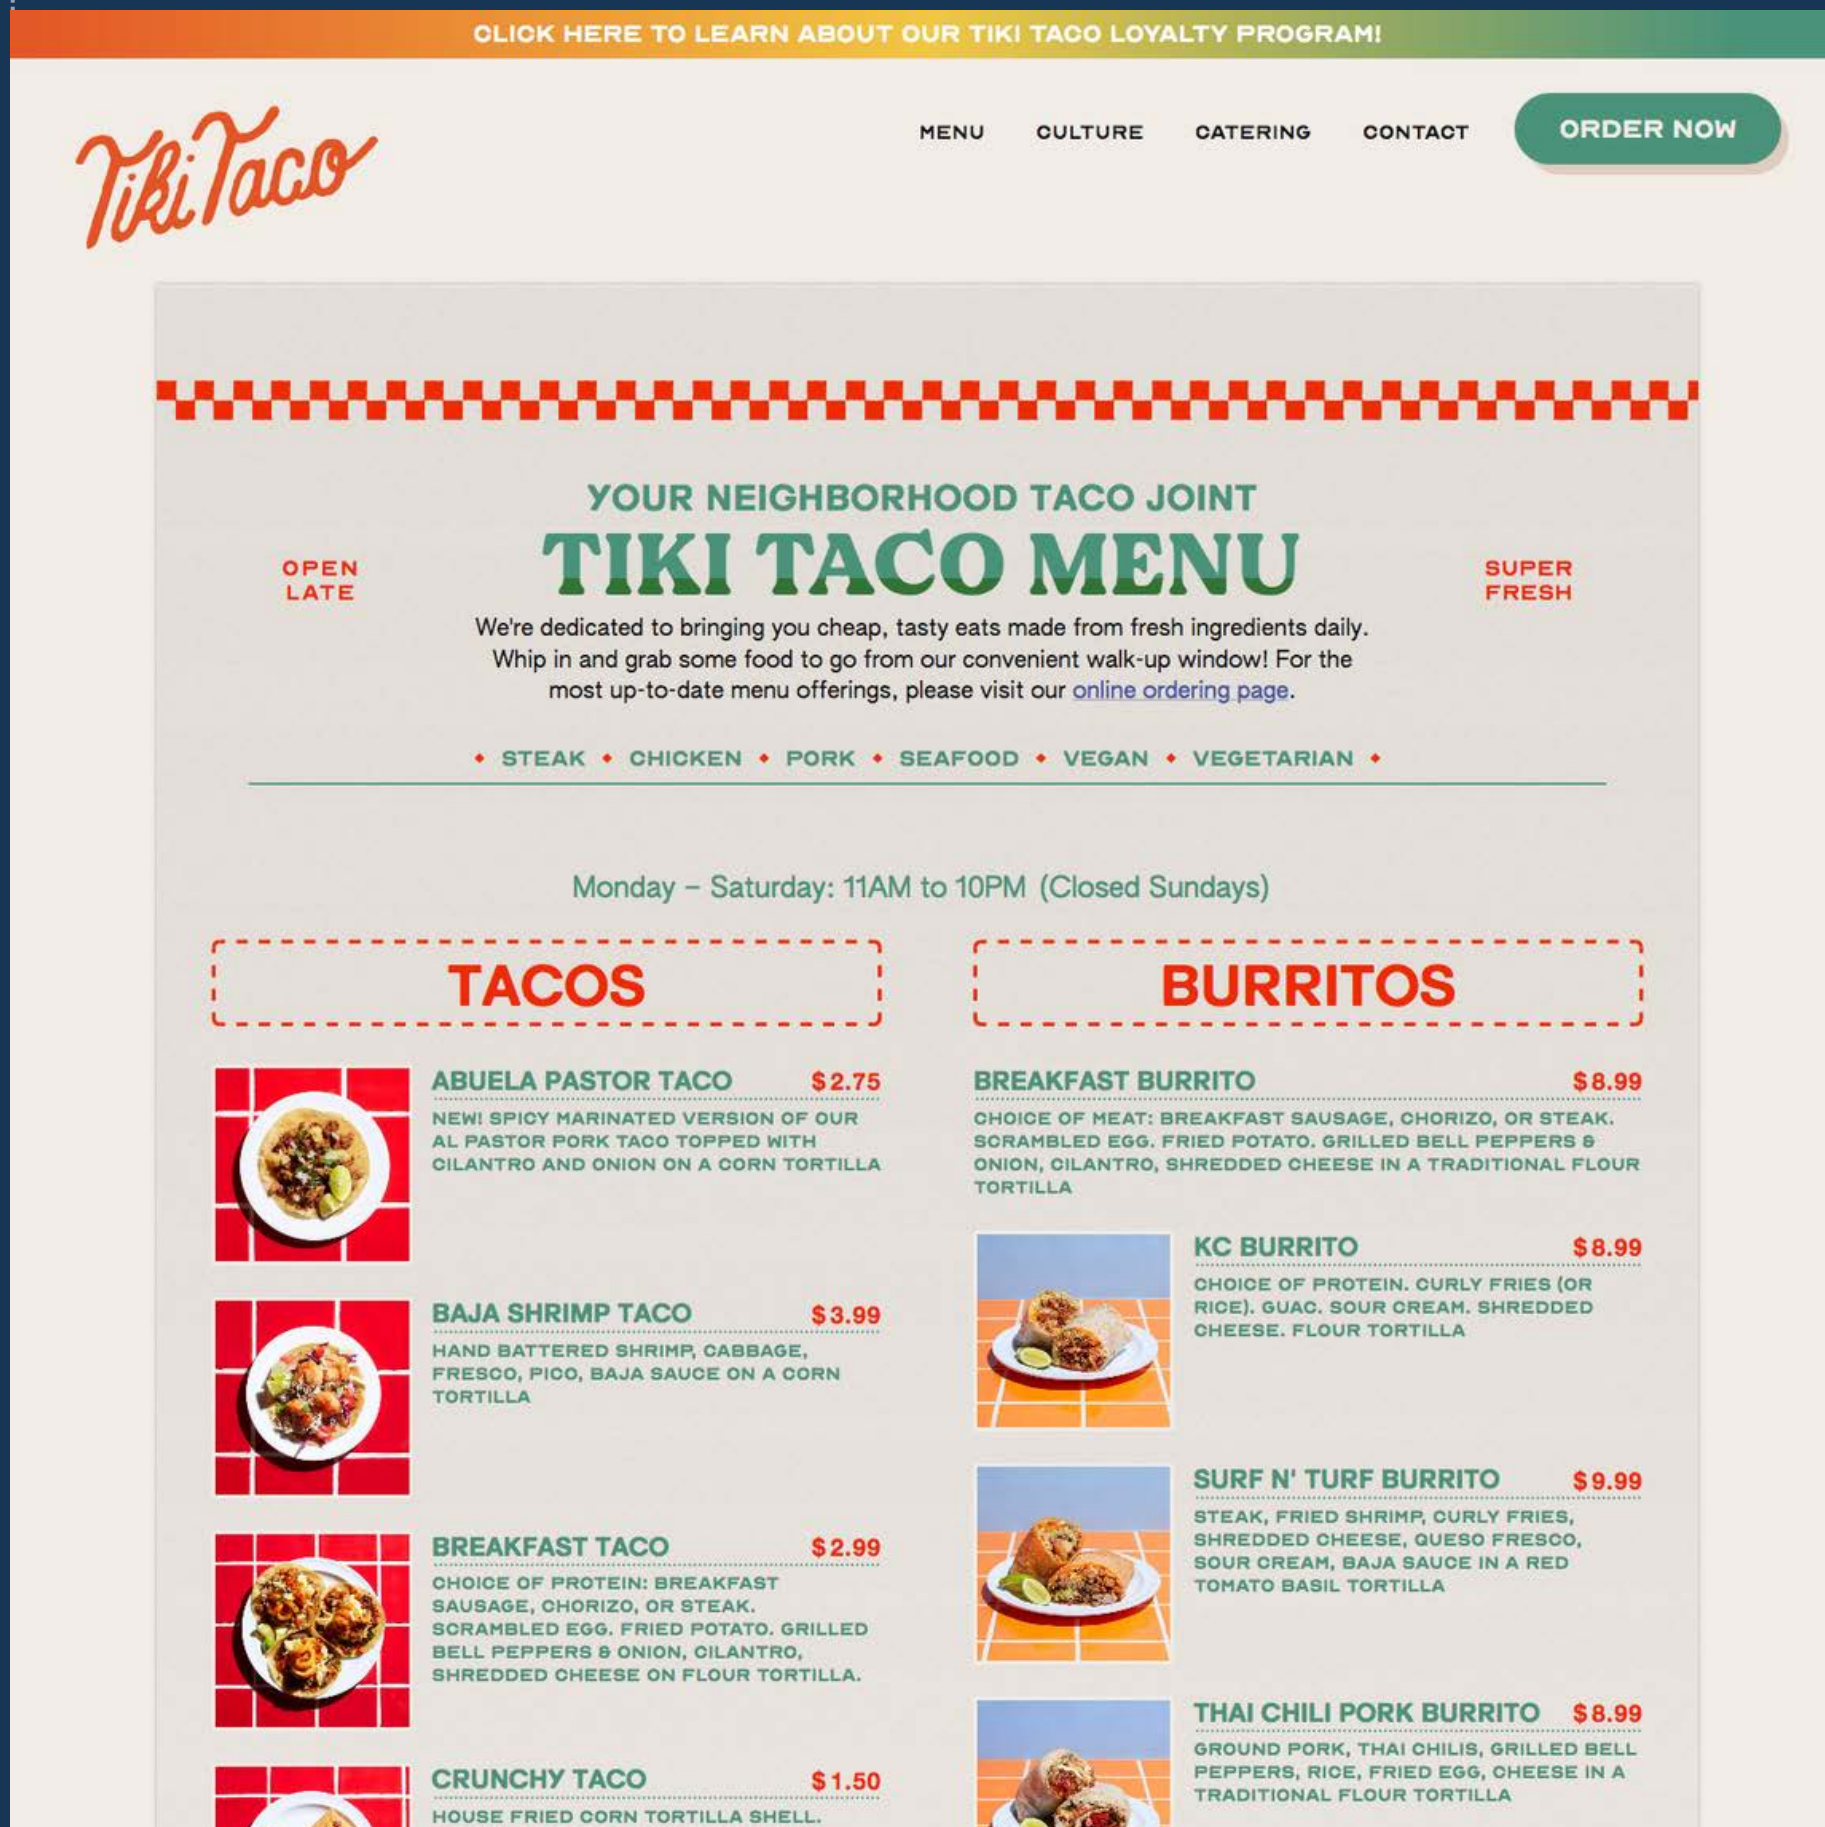 CLICK HERE TO LEARN ABOUT OUR TIKI TACO LOYALTY PROGRAM!
Tiki Taco
MENU
CULTURE
CATERING
CONTACT
ORDER NOW
YOUR NEIGHBORHOOD TACO JOINT
TIKI TACO MENU
OPEN
LATE
SUPER
FRESH
We're dedicated to bringing you cheap, tasty eats made from fresh ingredients daily.
Whip in and grab some food to go from our convenient walk-up window! For the
most up-to-date menu offerings, please visit our online ordering page.
STEAK • CHICKEN • PORK • SEAFOOD • VEGAN • VEGETARIAN
Monday – Saturday: 11AM to 10PM (Closed Sundays)
TACOS
ABUELA PASTOR TACO $2.75
NEW! SPICY MARINATED VERSION OF OUR
AL PASTOR PORK TACO TOPPED WITH
CILANTRO AND ONION ON A CORN TORTILLA
BAJA SHRIMP TACO $3.99
HAND BATTERED SHRIMP, CABBAGE,
FRESCO, PICO, BAJA SAUCE ON A CORN
TORTILLA
BREAKFAST TACO $2.99
CHOICE OF PROTEIN: BREAKFAST
SAUSAGE, CHORIZO, OR STEAK.
SCRAMBLED EGG. FRIED POTATO. GRILLED
BELL PEPPERS & ONION, CILANTRO,
SHREDDED CHEESE ON FLOUR TORTILLA.
CRUNCHY TACO $1.50
HOUSE FRIED CORN TORTILLA SHELL.
BURRITOS
BREAKFAST BURRITO $8.99
CHOICE OF MEAT: BREAKFAST SAUSAGE, CHORIZO, OR STEAK.
SCRAMBLED EGG. FRIED POTATO. GRILLED BELL PEPPERS &
ONION, CILANTRO, SHREDDED CHEESE IN A TRADITIONAL FLOUR
TORTILLA
KC BURRITO $8.99
CHOICE OF PROTEIN. CURLY FRIES (OR
RICE). GUAC. SOUR CREAM. SHREDDED
CHEESE. FLOUR TORTILLA
SURF N' TURF BURRITO $9.99
STEAK, FRIED SHRIMP, CURLY FRIES,
SHREDDED CHEESE, QUESO FRESCO,
SOUR CREAM, BAJA SAUCE IN A RED
TOMATO BASIL TORTILLA
THAI CHILI PORK BURRITO $8.99
GROUND PORK, THAI CHILIS, GRILLED BELL
PEPPERS, RICE, FRIED EGG, CHEESE IN A
TRADITIONAL FLOUR TORTILLA